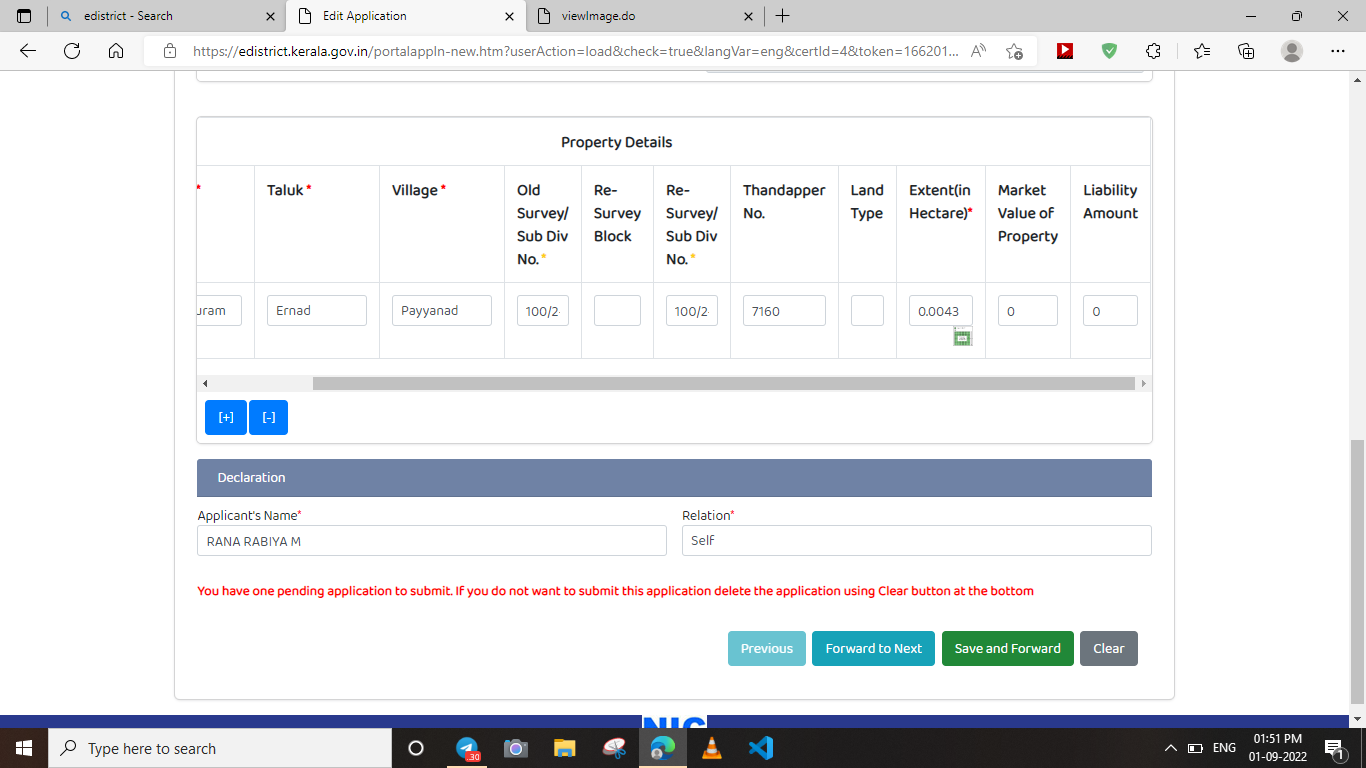 edistrict - Search
Edit Application
viewImage.do
https://edistrict.kerala.gov.in/portalappIn-new.htm?userAction=load&check=true&langVar=eng&certId=4&token=166201...
Property Details
*
Taluk *
Village *
Old Survey/ Sub Div No. *
Re-Survey Block
Re-Survey/ Sub Div No. *
Thandapper No.
Land Type
Extent(in Hectare)*
Market Value of Property
Liability Amount
uram
Ernad
Payyanad
100/2-
100/2-
7160
0.0043
0
0
[+]
[-]
Declaration
Applicant's Name*
Relation*
RANA RABIYA M
Self
You have one pending application to submit. If you do not want to submit this application delete the application using Clear button at the bottom
Previous
Forward to Next
Save and Forward
Clear
NIC
Type here to search
30
ENG
01:51 PM
01-09-2022
1